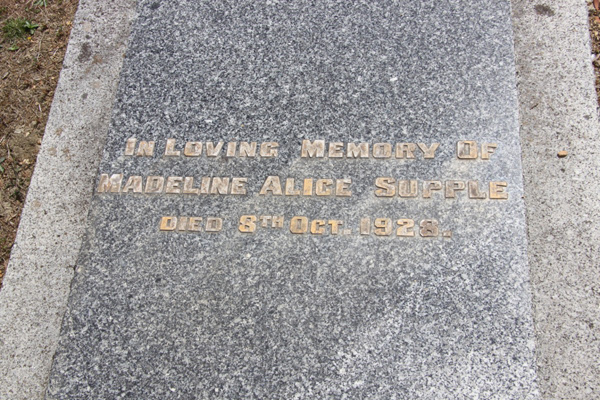 In Loving Memory Of
Madeline Alice Supple
Died 8th Oct. 1928.